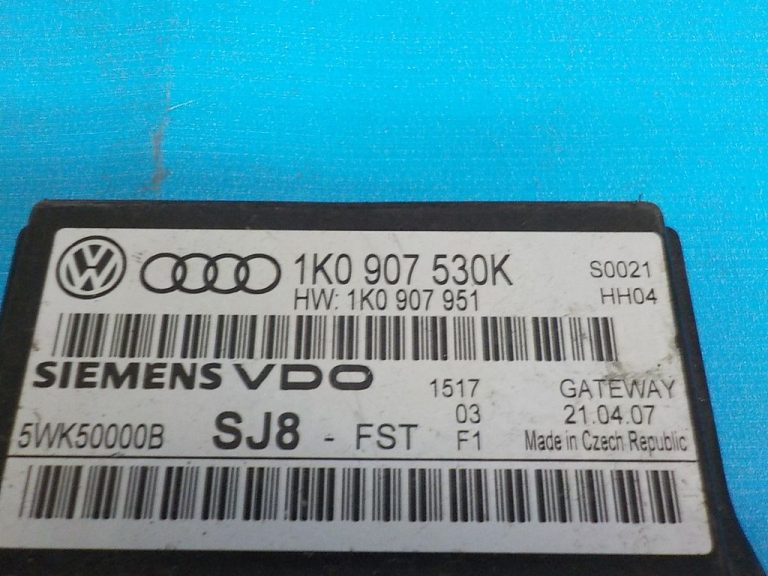 1K0 907 530K S0021
HW: 1K0 907 951 HH04
SIEMENS VDO 1517 GATEWAY
03 21.04.07
5WK50000B SJ8 - FST F1 Made in Czech Republic